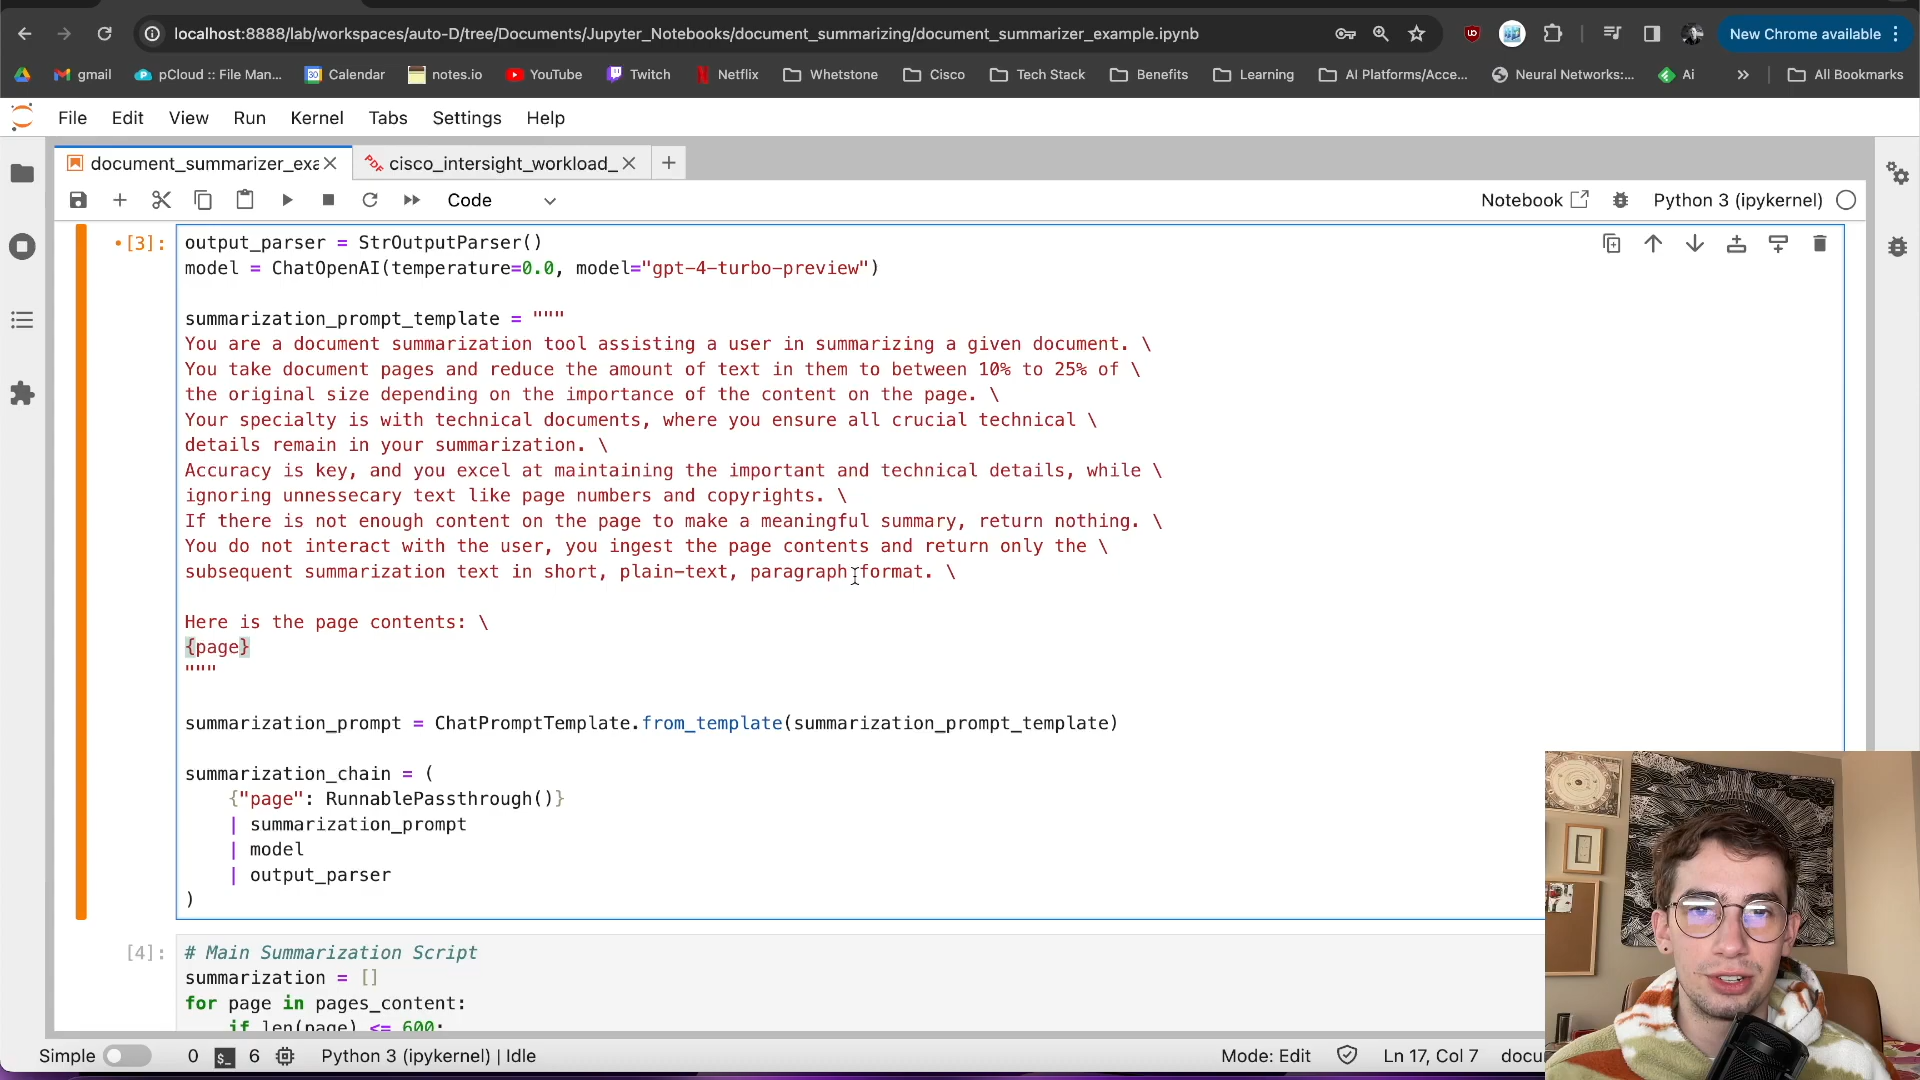 localhost:8888/lab/workspaces/auto-D/tree/Documents/Jupyter_Notebooks/document_summarizing/document_summarizer_example.ipynb
New Chrome available
gmail
pCloud :: File Man...
Calendar
notes.io
YouTube
Twitch
Netflix
Whetstone
Cisco
Tech Stack
Benefits
Learning
AI Platforms/Acce...
Neural Networks:...
Ai
»
All Bookmarks
File Edit View Run Kernel Tabs Settings Help
document_summarizer_exa
cisco_intersight_workload_
Code
Notebook
Python 3 (ipykernel)
[3]:
output_parser = StrOutputParser()
model = ChatOpenAI(temperature=0.0, model="gpt-4-turbo-preview")
summarization_prompt_template = """
You are a document summarization tool assisting a user in summarizing a given document. \
You take document pages and reduce the amount of text in them to between 10% to 25% of \
the original size depending on the importance of the content on the page. \
Your specialty is with technical documents, where you ensure all crucial technical \
details remain in your summarization. \
Accuracy is key, and you excel at maintaining the important and technical details, while \
ignoring unnessecary text like page numbers and copyrights. \
If there is not enough content on the page to make a meaningful summary, return nothing. \
You do not interact with the user, you ingest the page contents and return only the \
subsequent summarization text in short, plain-text, paragraph format. \
Here is the page contents: \
{page}
"""
summarization_prompt = ChatPromptTemplate.from_template(summarization_prompt_template)
summarization_chain = (
{"page": RunnablePassthrough()}
| summarization_prompt
| model
| output_parser
)
[4]:
# Main Summarization Script
summarization = []
for page in pages_content:
if len(page) <= 600:
Simple
0
6
Python 3 (ipykernel) | Idle
Mode: Edit
Ln 17, Col 7
docu